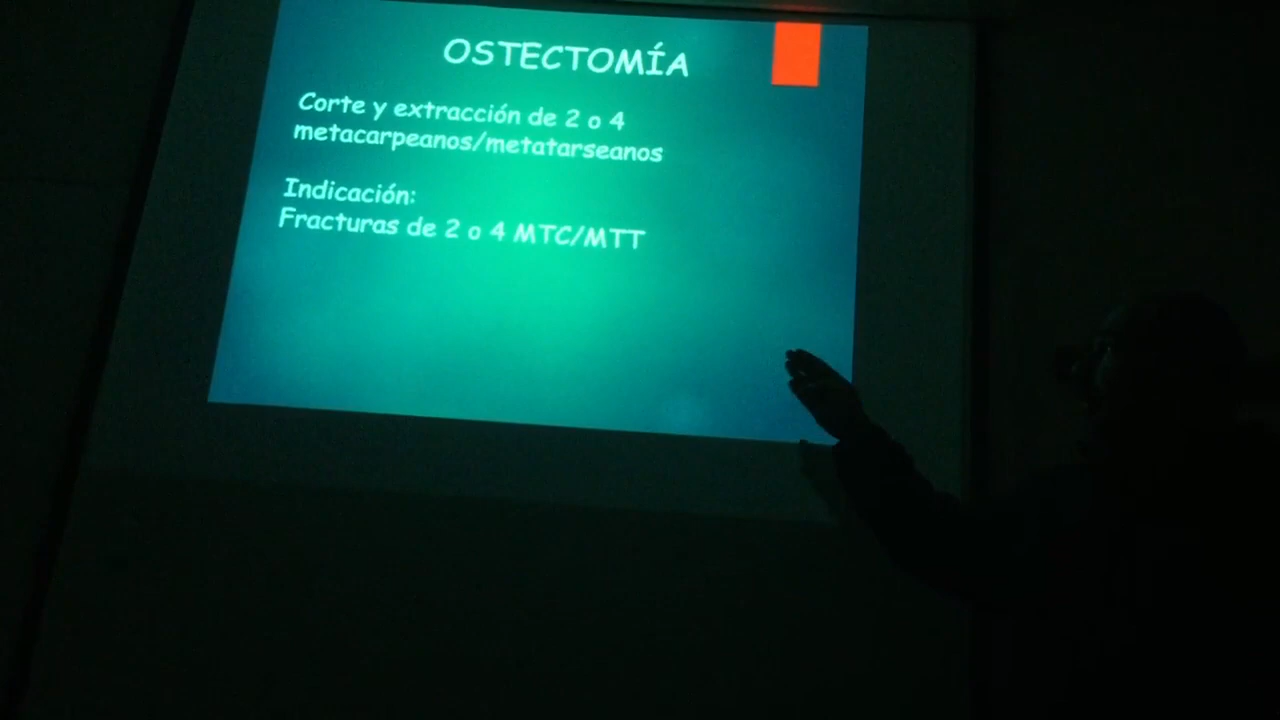 OSTECTOMÍA
Corte y extracción de 2 o 4
metacarpeanos/metatarseanos
Indicación:
Fracturas de 2 o 4 MTC/MTT